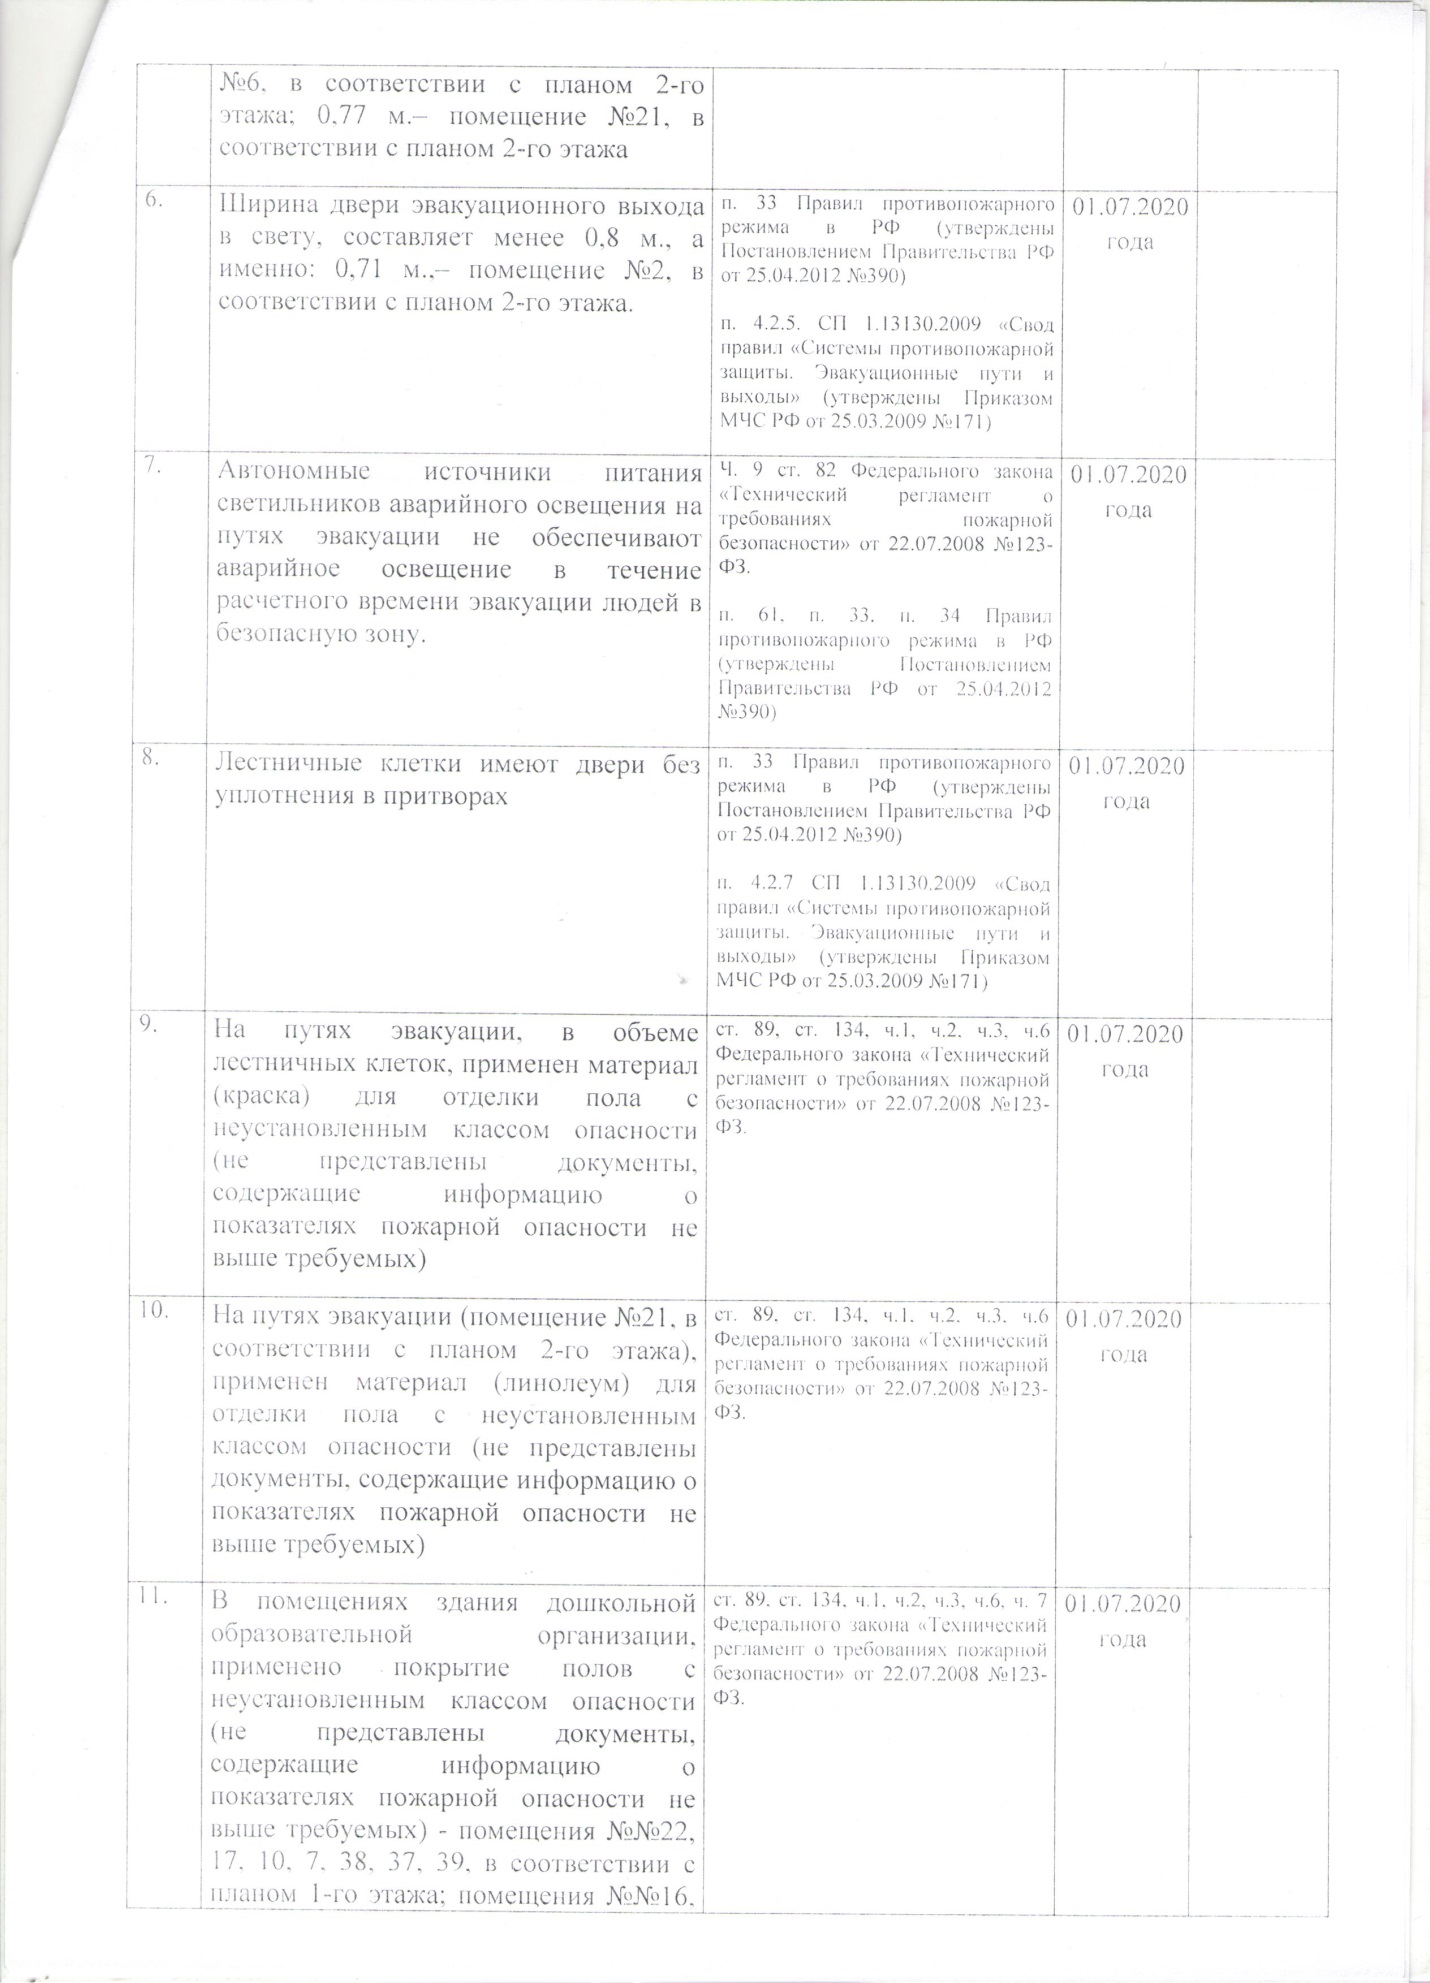 №6, в соответствии с планом 2-го
этажа; 0,77 м.– помещение №21, в
соответствии с планом 2-го этажа
6.
Ширина двери эвакуационного выхода
в свету, составляет менее 0,8 м., а
именно: 0,71 м.,– помещение №2, в
соответствии с планом 2-го этажа.
п. 33 Правил противопожарного
режима в РФ (утверждены
Постановлением Правительства РФ
от 25.04.2012 №390)
п. 4.2.5. СП 1.13130.2009 «Свод
правил «Системы противопожарной
защиты. Эвакуационные пути и
выходы» (утверждены Приказом
МЧС РФ от 25.03.2009 №171)
01.07.2020
года
7.
Автономные источники питания
светильников аварийного освещения на
путях эвакуации не обеспечивают
аварийное освещение в течение
расчетного времени эвакуации людей в
безопасную зону.
Ч. 9 ст. 82 Федерального закона
«Технический регламент о
требованиях пожарной
безопасности» от 22.07.2008 №123-
ФЗ.
п. 61, п. 33, п. 34 Правил
противопожарного режима в РФ
(утверждены Постановлением
Правительства РФ от 25.04.2012
№390)
01.07.2020
года
8.
Лестничные клетки имеют двери без
уплотнения в притворах
п. 33 Правил противопожарного
режима в РФ (утверждены
Постановлением Правительства РФ
от 25.04.2012 №390)
п. 4.2.7 СП 1.13130.2009 «Свод
правил «Системы противопожарной
защиты. Эвакуационные пути и
выходы» (утверждены Приказом
МЧС РФ от 25.03.2009 №171)
01.07.2020
года
9.
На путях эвакуации, в объеме
лестничных клеток, применен материал
(краска) для отделки пола с
неустановленным классом опасности
(не представлены документы,
содержащие информацию о
показателях пожарной опасности не
выше требуемых)
ст. 89, ст. 134, ч.1, ч.2, ч.3, ч.6
Федерального закона «Технический
регламент о требованиях пожарной
безопасности» от 22.07.2008 №123-
ФЗ.
01.07.2020
года
10.
На путях эвакуации (помещение №21, в
соответствии с планом 2-го этажа),
применен материал (линолеум) для
отделки пола с неустановленным
классом опасности (не представлены
документы, содержащие информацию о
показателях пожарной опасности не
выше требуемых)
ст. 89, ст. 134, ч.1, ч.2, ч.3, ч.6
Федерального закона «Технический
регламент о требованиях пожарной
безопасности» от 22.07.2008 №123-
ФЗ.
01.07.2020
года
11.
В помещениях здания дошкольной
образовательной организации,
применено покрытие полов с
неустановленным классом опасности
(не представлены документы,
содержащие информацию о
показателях пожарной опасности не
выше требуемых) - помещения №№22,
17, 10, 7, 38, 37, 39, в соответствии с
планом 1-го этажа; помещения №№16,
ст. 89, ст. 134, ч.1, ч.2, ч.3, ч.6, ч. 7
Федерального закона «Технический
регламент о требованиях пожарной
безопасности» от 22.07.2008 №123-
ФЗ.
01.07.2020
года